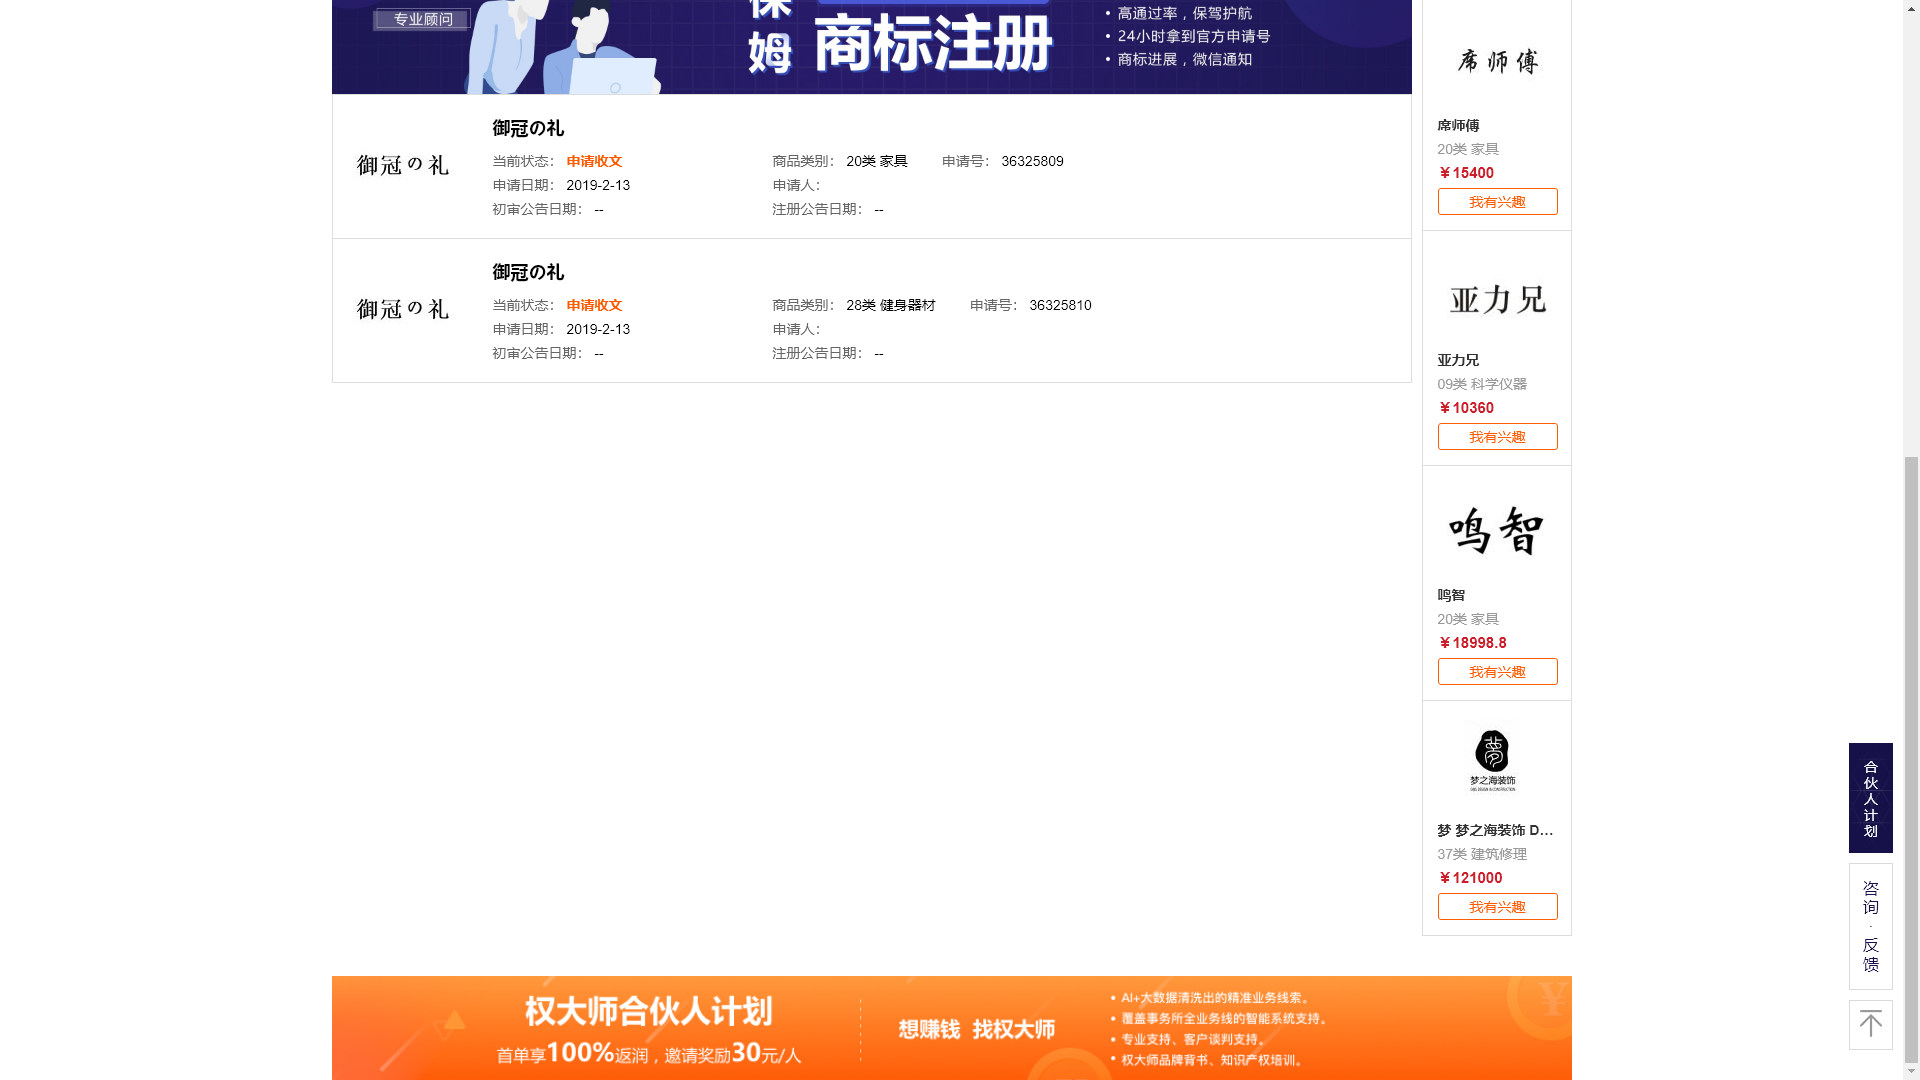 专业顾问
保姆
商标注册
• 高通过率，保驾护航
• 24小时拿到官方申请号
• 商标进展，微信通知
御冠の礼
御冠の礼
当前状态： 申请收文
商品类别： 20类 家具
申请号： 36325809
申请日期： 2019-2-13
申请人：
初审公告日期： --
注册公告日期： --
御冠の礼
御冠の礼
当前状态： 申请收文
商品类别： 28类 健身器材
申请号： 36325810
申请日期： 2019-2-13
申请人：
初审公告日期： --
注册公告日期： --
席师傅
席师傅
20类 家具
￥15400
我有兴趣
亚力兄
亚力兄
09类 科学仪器
￥10360
我有兴趣
鸣智
鸣智
20类 家具
￥18998.8
我有兴趣
梦之海装饰
梦 梦之海装饰 D...
37类 建筑修理
￥121000
我有兴趣
合伙人计划
咨询·反馈
权大师合伙人计划
首单享100%返润，邀请奖励30元/人
想赚钱 找权大师
• AI+大数据清洗出的精准业务线索。
• 覆盖事务所全业务线的智能系统支持。
• 专业支持、客户谈判支持。
• 权大师品牌背书、知识产权培训。